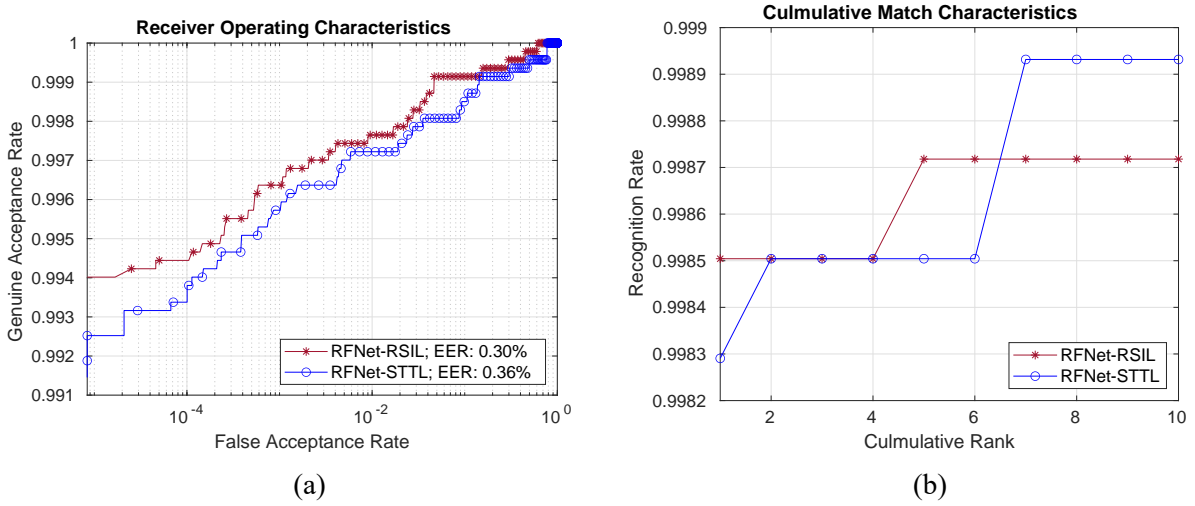 Receiver Operating Characteristics
1
0.999
0.998
0.997
0.996
0.995
0.994
0.993
0.992
0.991
Genuine Acceptance Rate
RFNet-RSIL; EER: 0.30%
RFNet-STTL; EER: 0.36%
10-4
10-2
100
False Acceptance Rate
(a)
Culmulative Match Characteristics
0.999
0.9989
0.9988
0.9987
0.9986
0.9985
0.9984
0.9983
0.9982
Recognition Rate
RFNet-RSIL
RFNet-STTL
2 4 6 8 10
Culmulative Rank
(b)